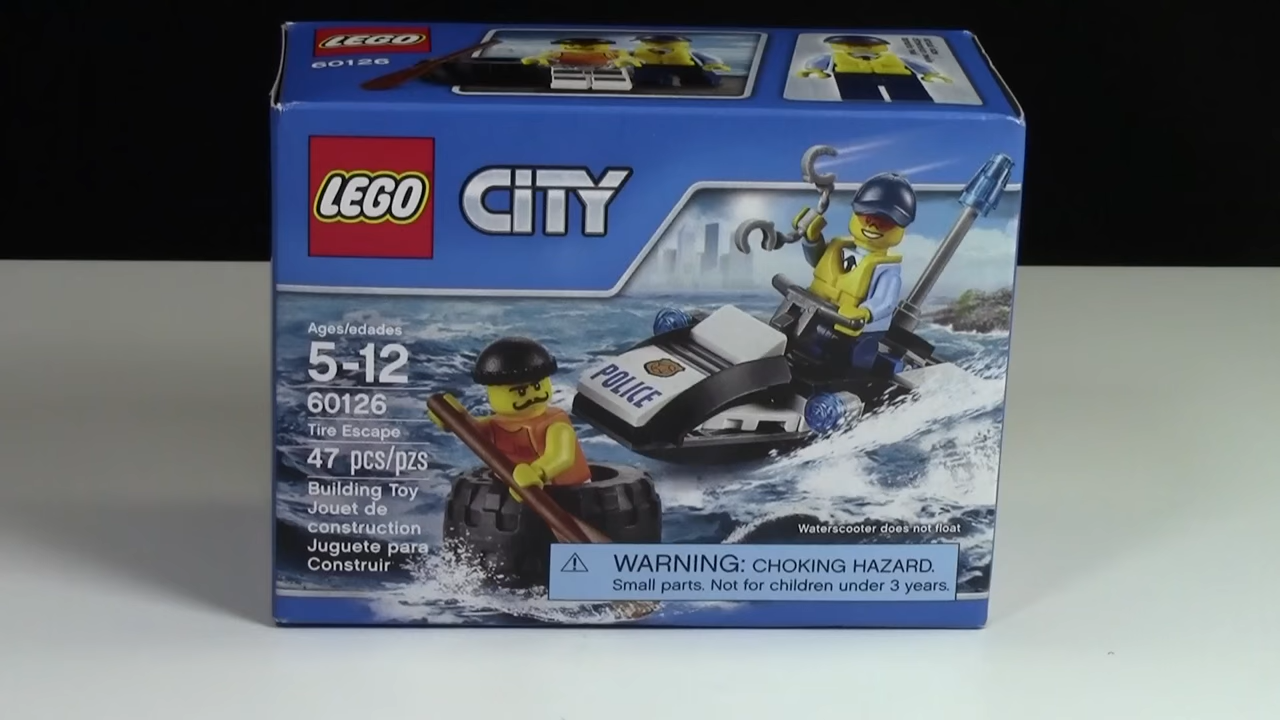 LEGO
60126
LEGO
CITY
Ages/edades
5-12
60126
Tire Escape
47 pcs/pzs
Building Toy
Jouet de
construction
Juguete para
Construir
POLICE
Waterscooter does not float
WARNING: CHOKING HAZARD.
Small parts. Not for children under 3 years.